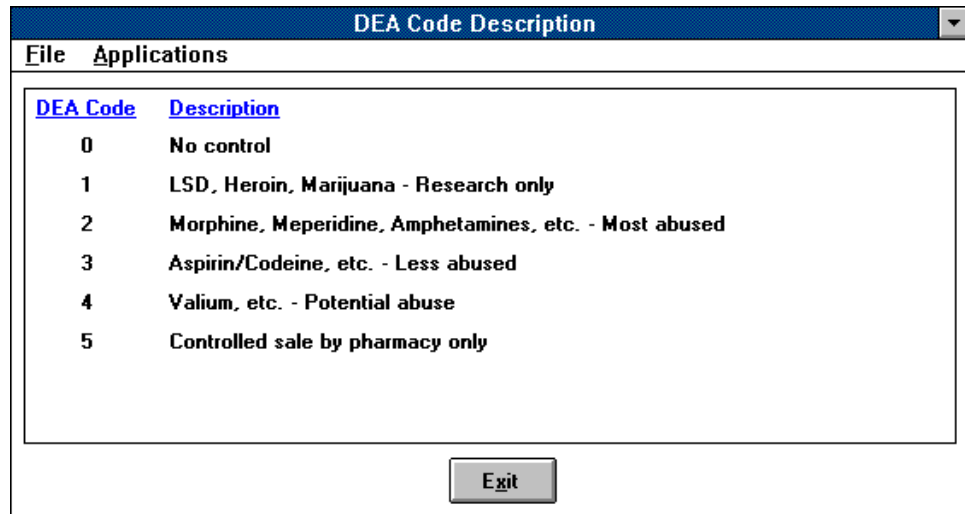 DEA Code Description
File Applications
DEA Code Description
0 No control
1 LSD, Heroin, Marijuana - Research only
2 Morphine, Meperidine, Amphetamines, etc. - Most abused
3 Aspirin/Codeine, etc. - Less abused
4 Valium, etc. - Potential abuse
5 Controlled sale by pharmacy only
Exit